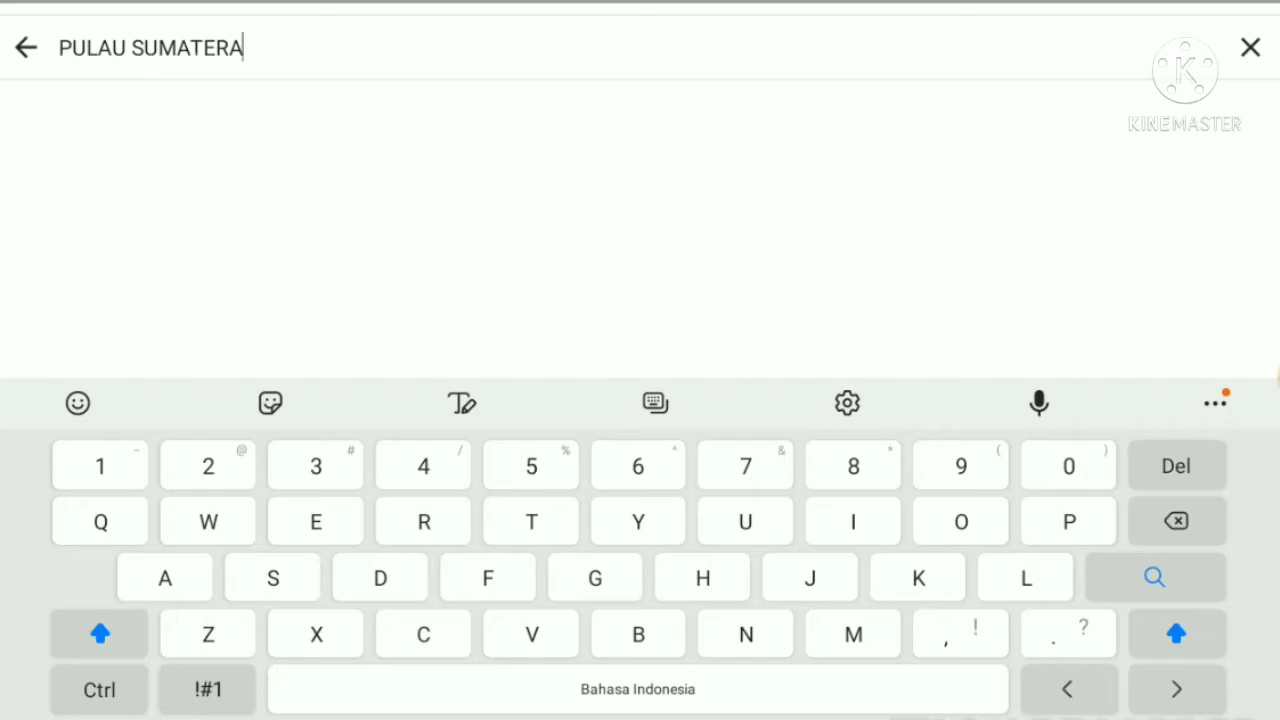 PULAU SUMATERA
KINEMASTER
1 - 2 @ 3 # 4 / 5 % 6 ^ 7 & 8 * 9 ( 0 ) Del
Q W E R T Y U I O P
A S D F G H J K L
Z X C V B N M , ! . ?
Ctrl !#1 Bahasa Indonesia < >